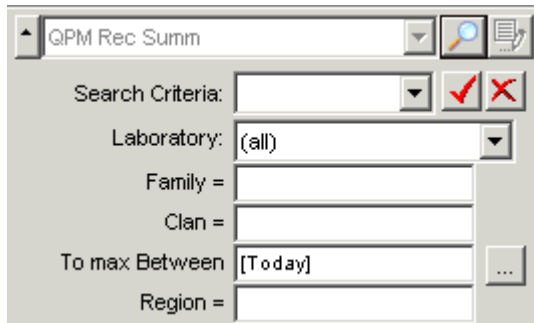 QPM Rec Summ
Search Criteria:
Laboratory: (all)
Family =
Clan =
To max Between [Today] ...
Region =